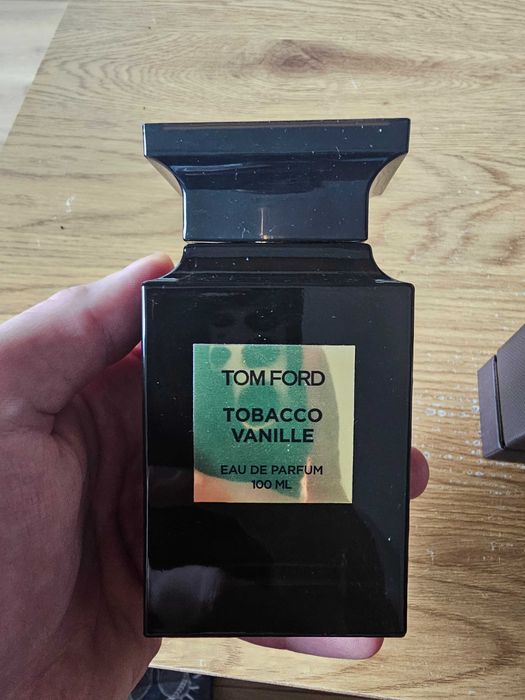 TOM FORD
TOBACCO
VANILLE
EAU DE PARFUM
100 ML